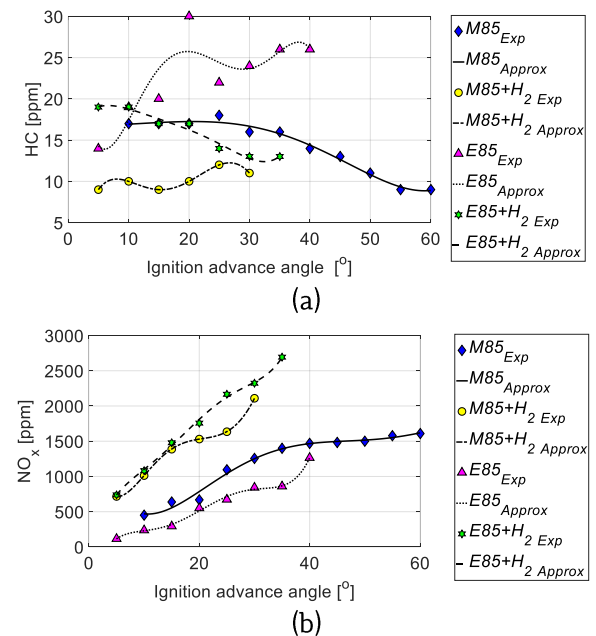 30
25
20
15
10
5
HC [ppm]
0 10 20 30 40 50 60
Ignition advance angle [o]
M85Exp
M85Approx
M85+H2 Exp
M85+H2 Approx
E85Exp
E85Approx
E85+H2 Exp
E85+H2 Approx
(a)
3000
2500
2000
1500
1000
500
0
NOx [ppm]
0 20 40 60
Ignition advance angle [o]
M85Exp
M85Approx
M85+H2 Exp
M85+H2 Approx
E85Exp
E85Approx
E85+H2 Exp
E85+H2 Approx
(b)